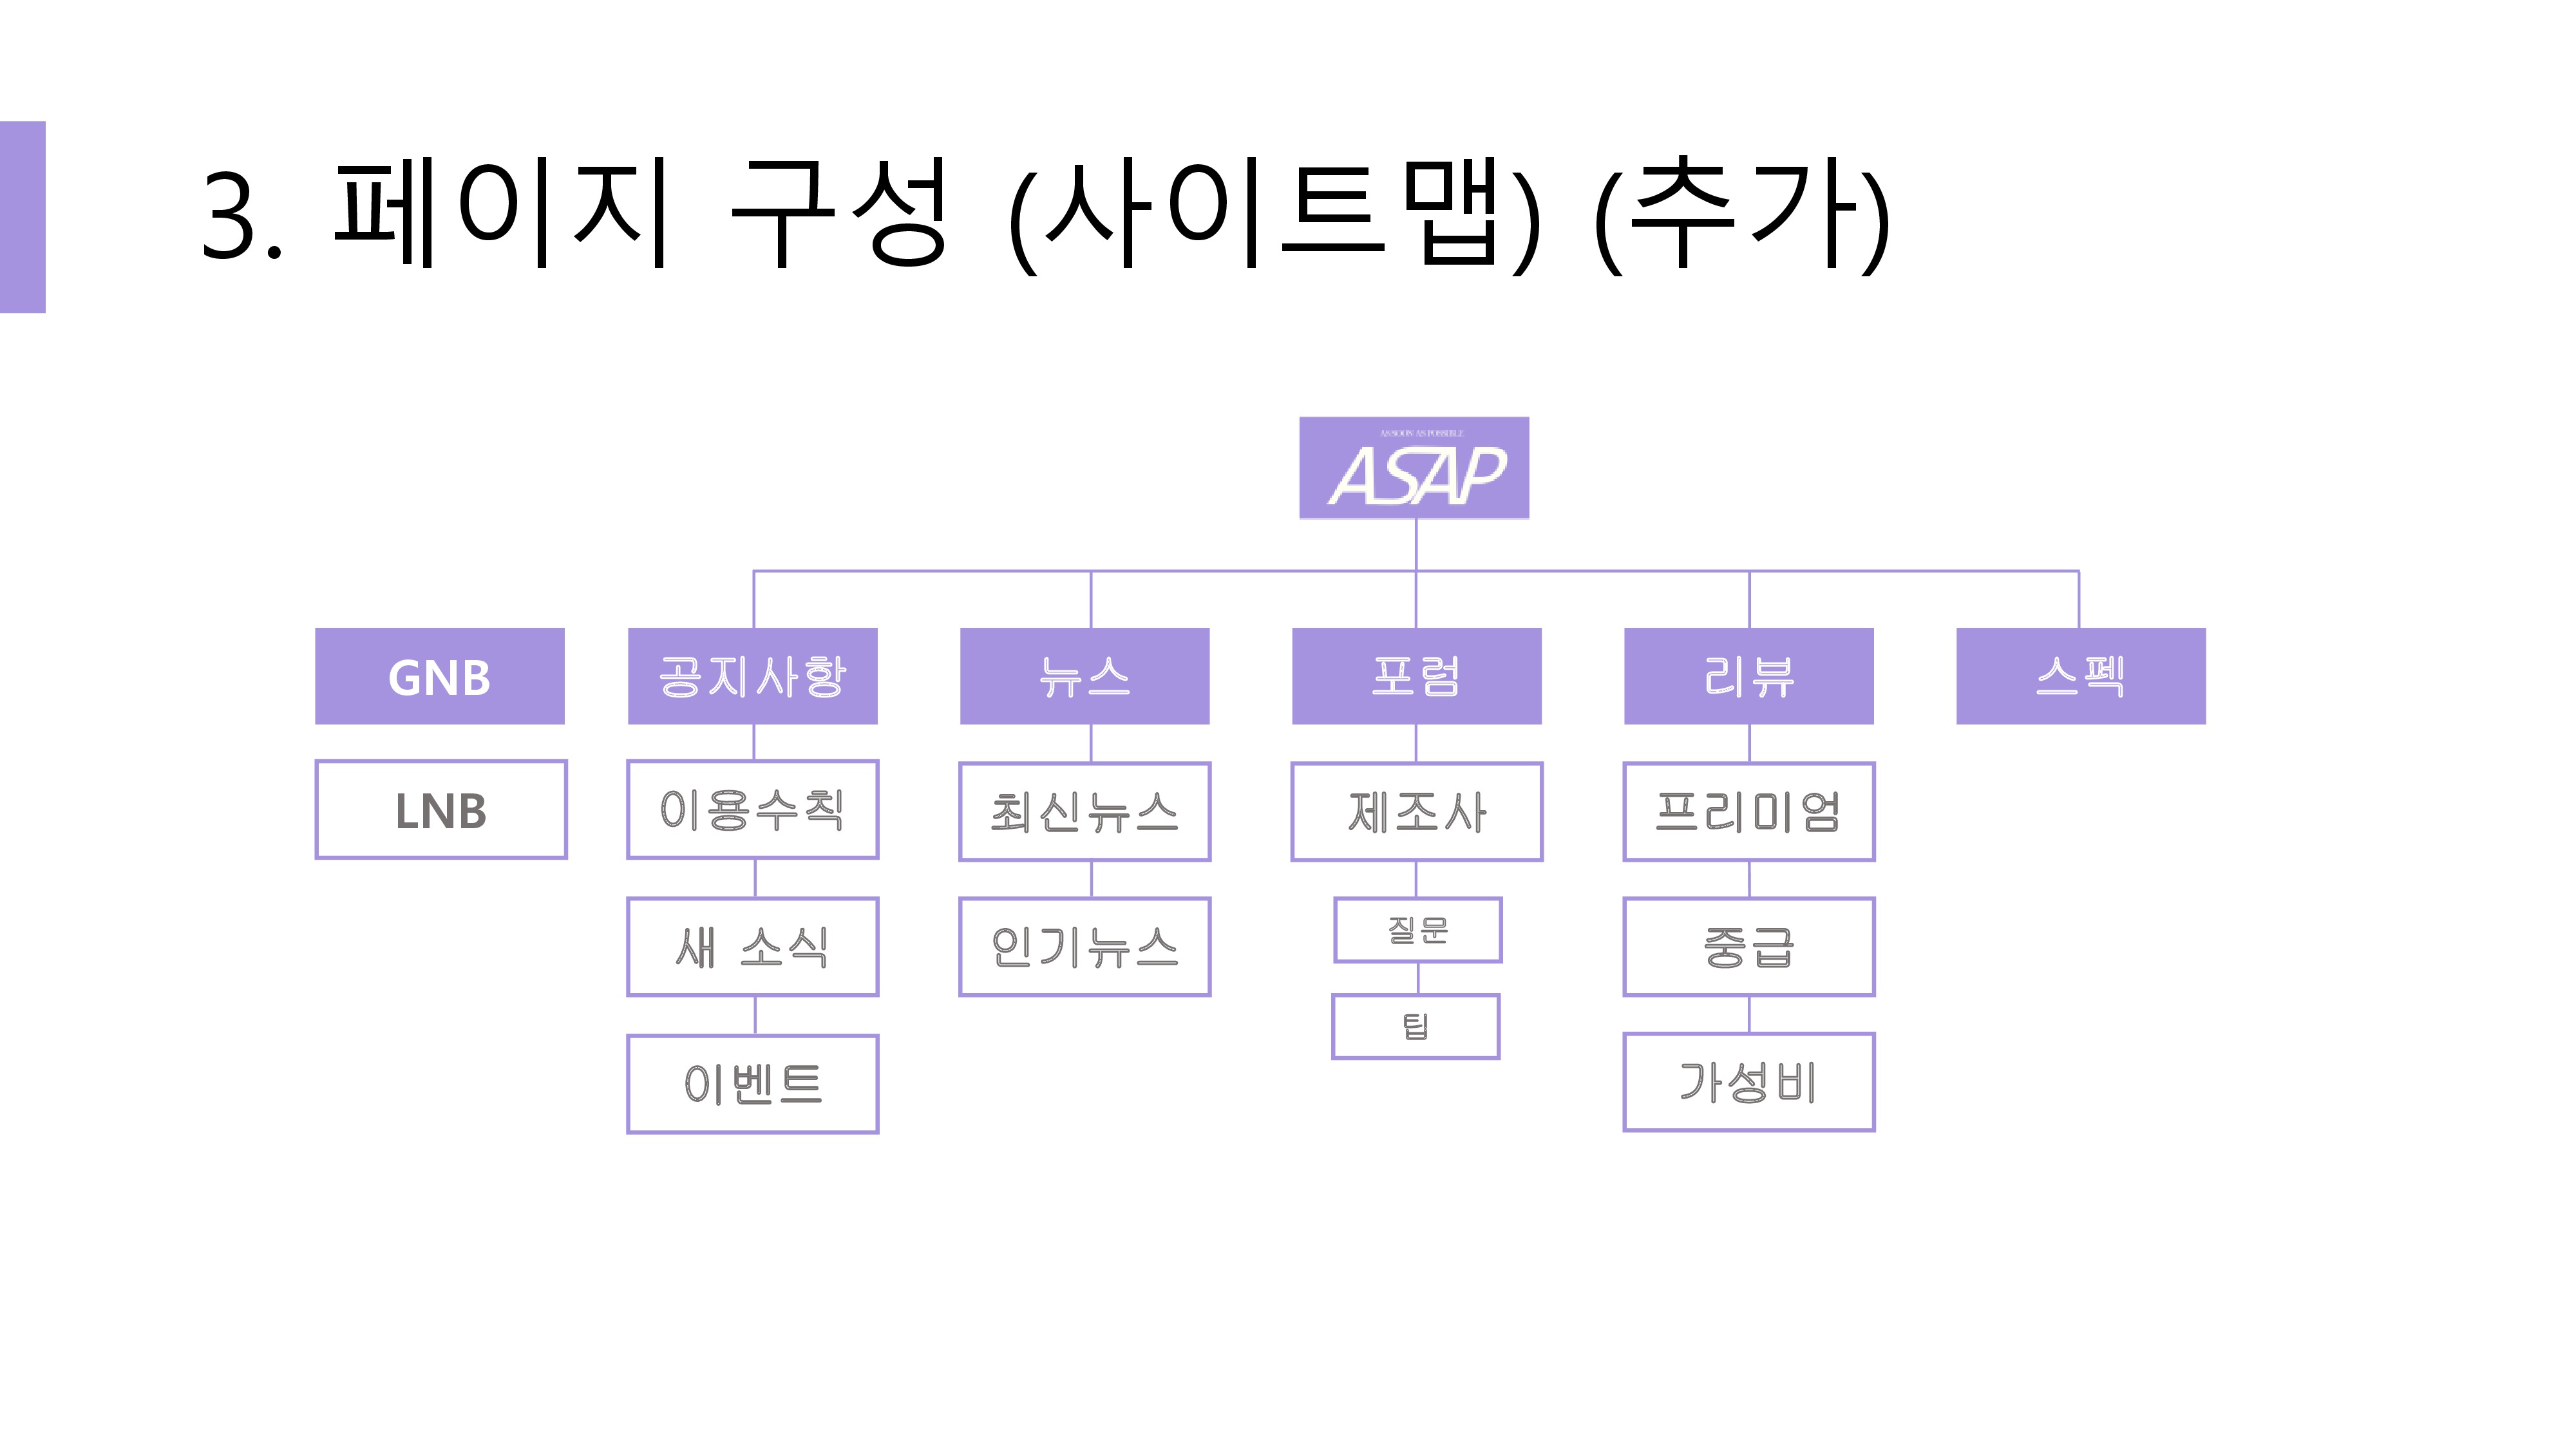 3. 페이지 구성 (사이트맵) (추가)
AS SOON AS POSSIBLE
ASAP
GNB 공지사항 뉴스 포럼 리뷰 스펙
LNB 이용수칙 최신뉴스 제조사 프리미엄
새 소식 인기뉴스 질문 중급
팁
이벤트 가성비